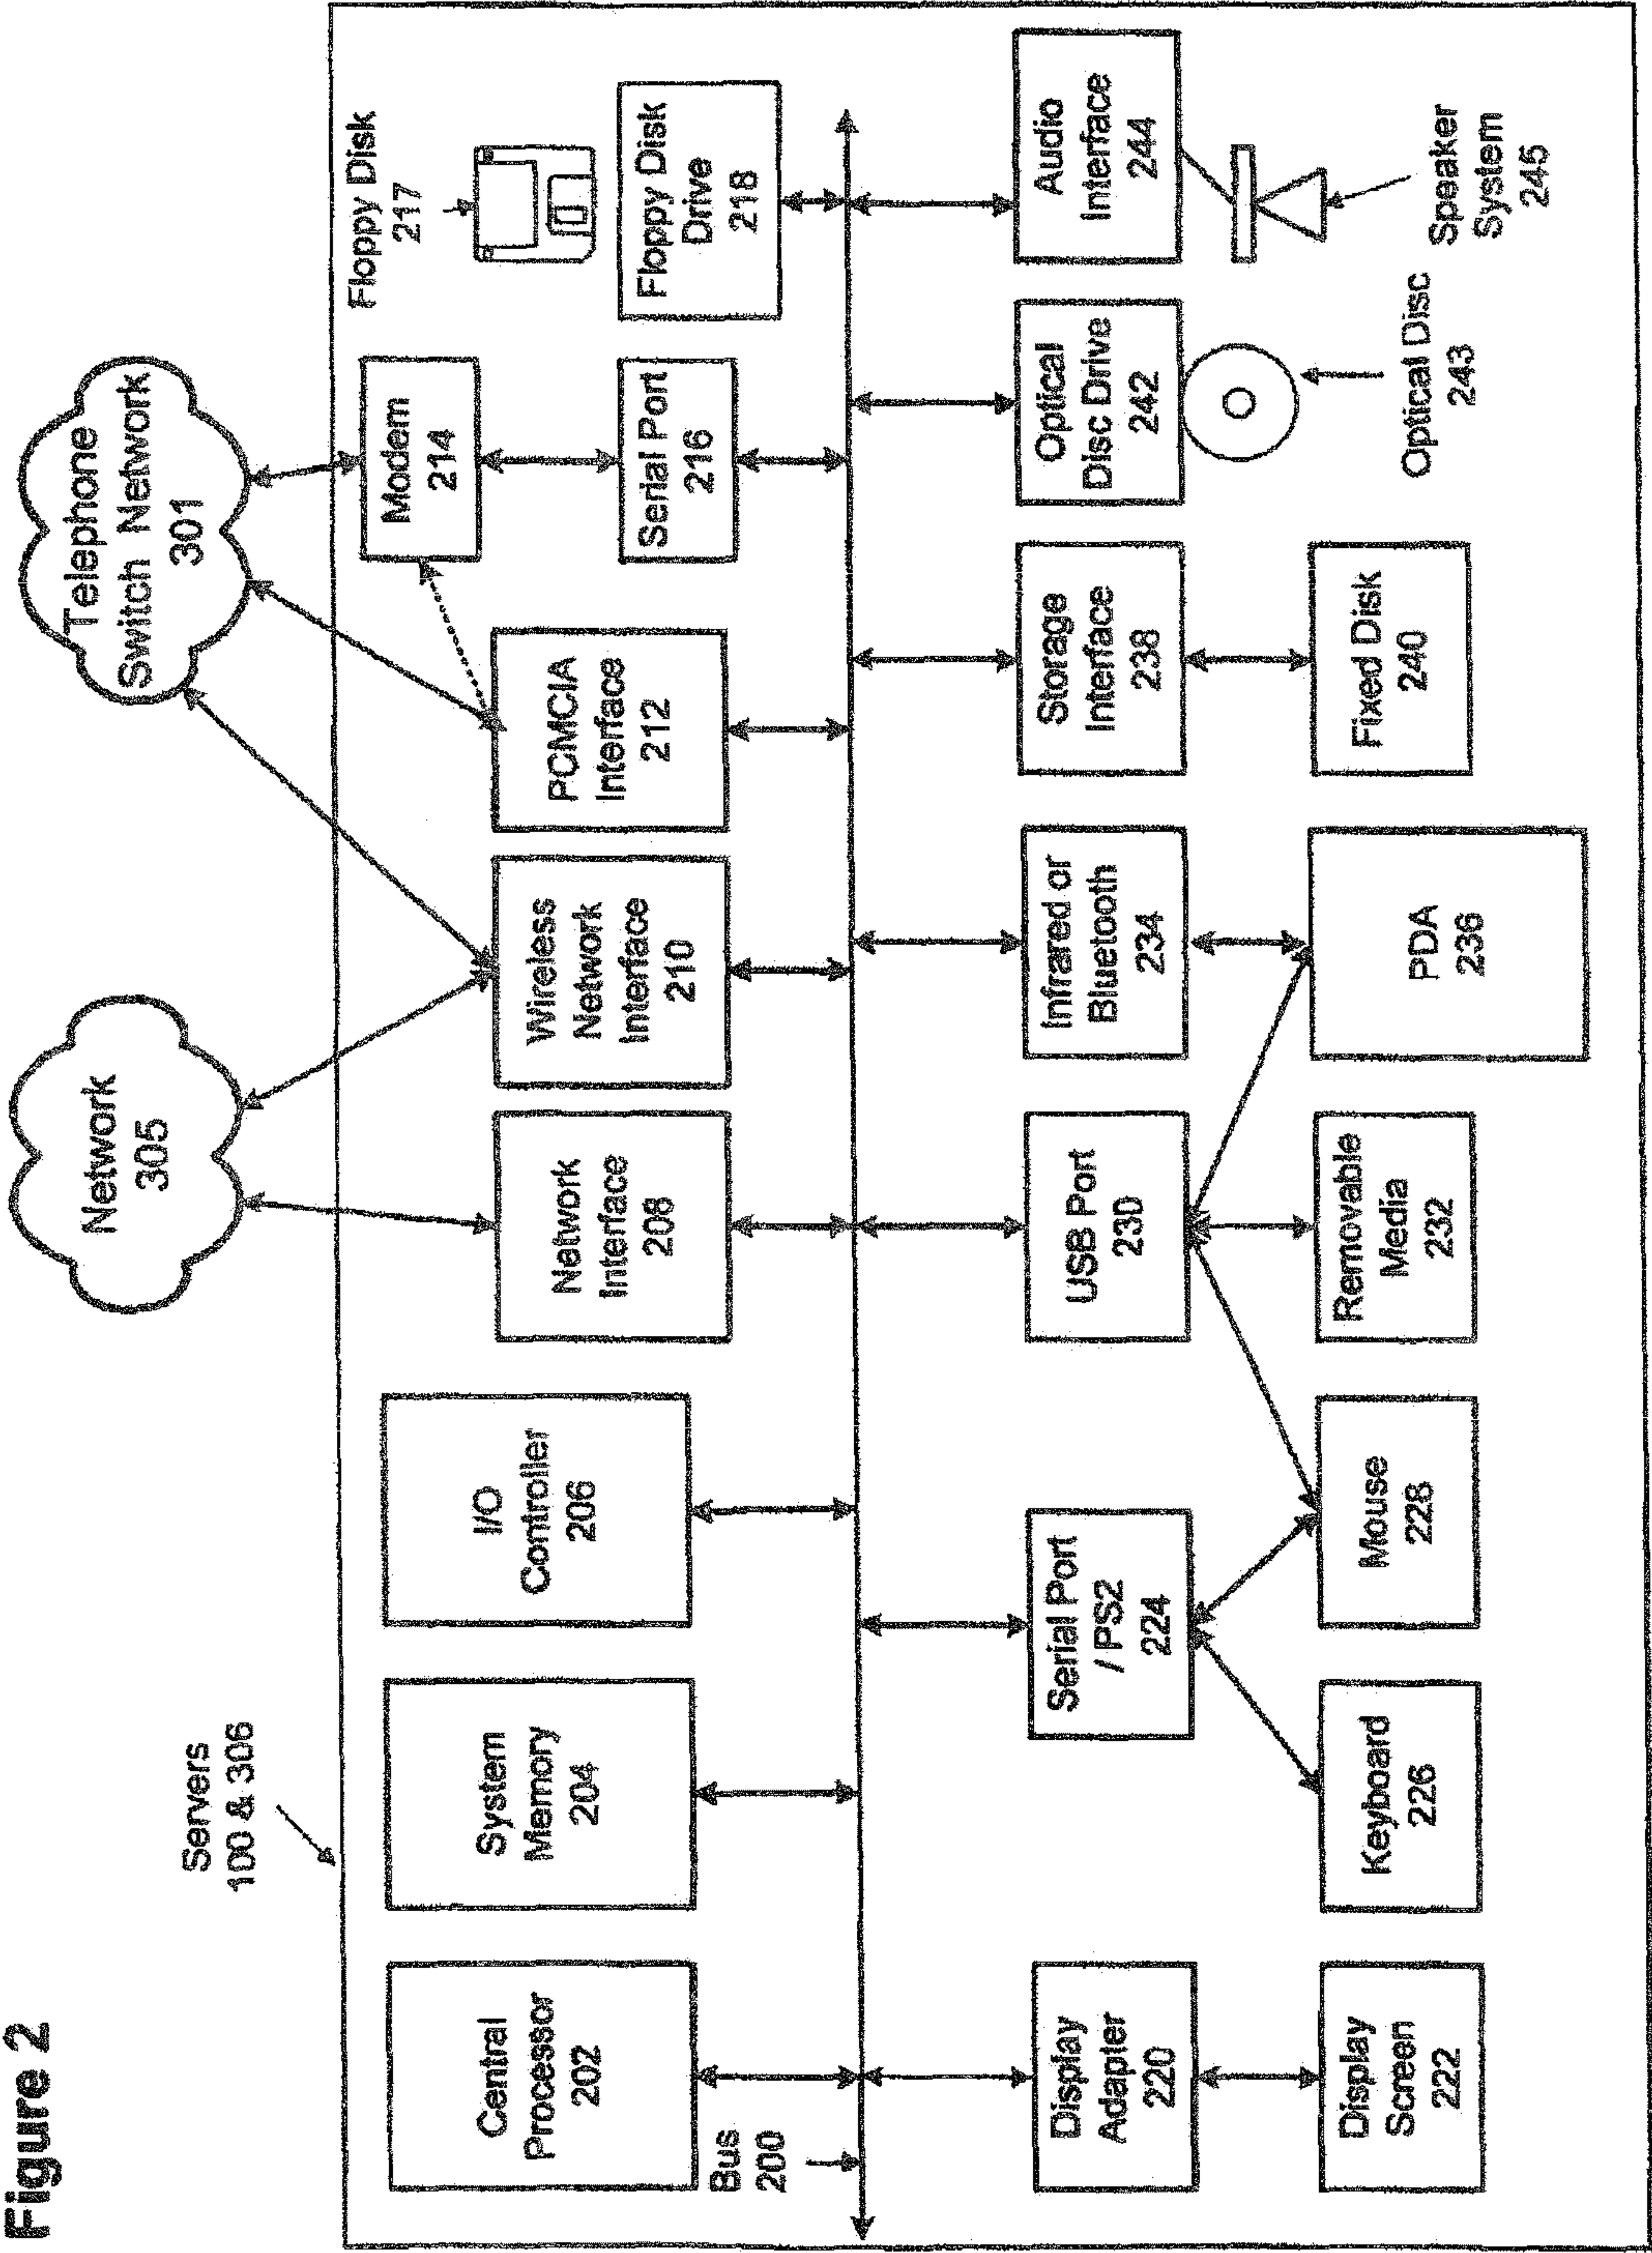 Figure 2
Servers
100 & 306
Network
305
Telephone
Switch Network
301
Central
Processor
202
System
Memory
204
I/O
Controller
206
Network
Interface
208
Wireless
Network
Interface
210
PCMCIA
Interface
212
Modem
214
Serial Port
216
Floppy Disk
217
Floppy Disk
Drive
218
Bus
200
Display
Adapter
220
Serial Port
/ PS2
224
USB Port
230
Infrared or
Bluetooth
234
Storage
Interface
238
Optical
Disc Drive
242
Audio
Interface
244
Display
Screen
222
Keyboard
226
Mouse
228
Removable
Media
232
PDA
236
Fixed Disk
240
Optical Disc
243
Speaker
System
245